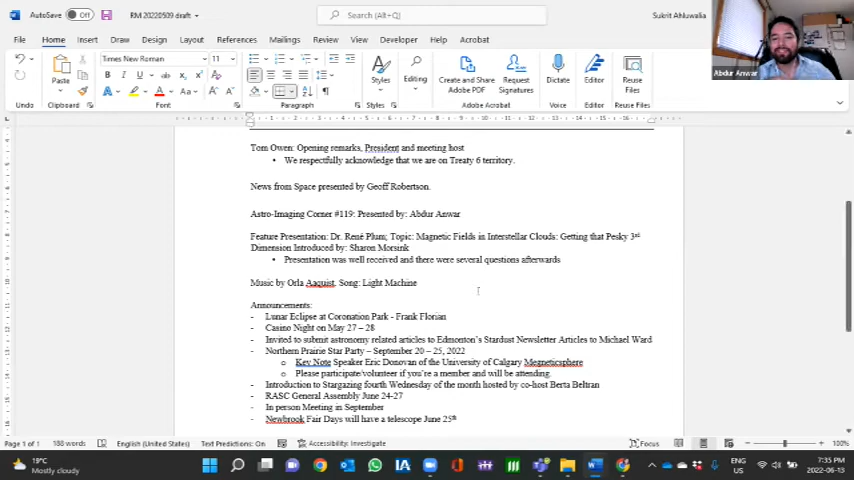 AutoSave
Off
RM 20220509 draft
Search (Alt+Q)
Sukrit Ahluwalia
File Home Insert Draw Design Layout References Mailings Review View Developer Help Acrobat
Times New Roman 11
Paste
Styles
Editing
Create and Share Adobe PDF
Request Signatures
Dictate
Editor
Reuse Files
Abdur Anwar
Undo Clipboard Font Paragraph Styles Adobe Acrobat Voice Editor Reuse Files
Tom Owen: Opening remarks, President and meeting host
• We respectfully acknowledge that we are on Treaty 6 territory.
News from Space presented by Geoff Robertson.
Astro-Imaging Corner #119: Presented by: Abdur Anwar
Feature Presentation: Dr. René Plum; Topic: Magnetic Fields in Interstellar Clouds: Getting that Pesky 3rd
Dimension Introduced by: Sharon Morsink
• Presentation was well received and there were several questions afterwards
Music by Orla Aaquist, Song: Light Machine
Announcements:
- Lunar Eclipse at Coronation Park - Frank Florian
- Casino Night on May 27 – 28
- Invited to submit astronomy related articles to Edmonton's Stardust Newsletter Articles to Michael Ward
- Northern Prairie Star Party – September 20 – 25, 2022
o Key Note Speaker Eric Donovan of the University of Calgary Megneticsphere
o Please participate/volunteer if you're a member and will be attending.
- Introduction to Stargazing fourth Wednesday of the month hosted by co-host Berta Beltran
- RASC General Assembly June 24-27
- In person Meeting in September
- Newbrook Fair Days will have a telescope June 25th
Page 1 of 1 188 words English (United States) Text Predictions: On Accessibility: Investigate Focus 100%
19°C
Mostly cloudy
ENG
US
7:35 PM
2022-06-13